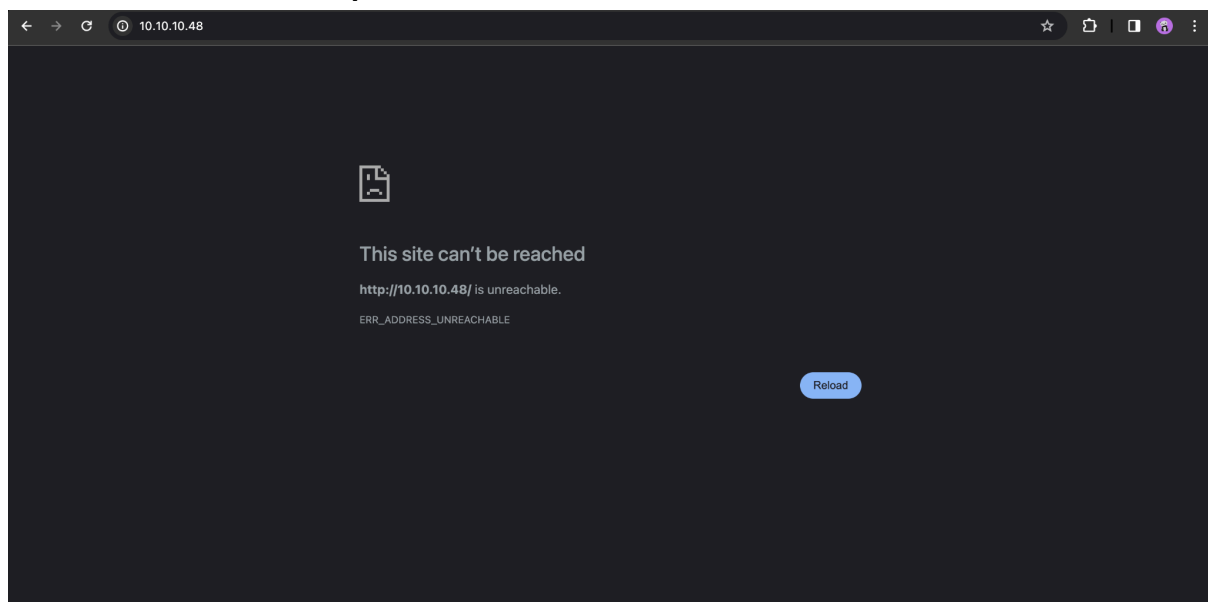 10.10.10.48
This site can’t be reached
http://10.10.10.48/ is unreachable.
ERR_ADDRESS_UNREACHABLE
Reload